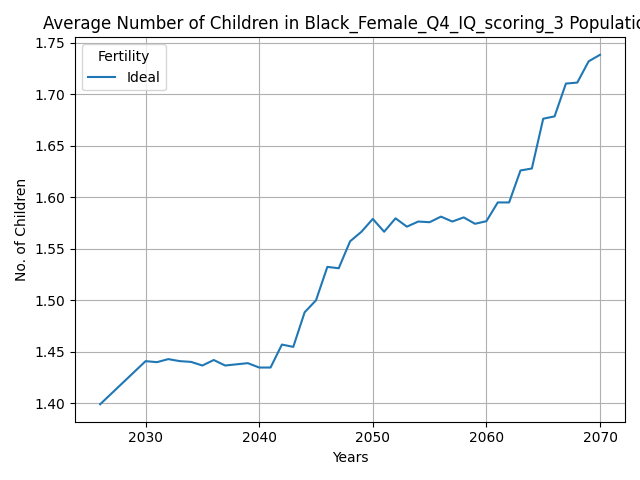 Average Number of Children in Black_Female_Q4_IQ_scoring_3 Populatio
Fertility
Ideal
No. of Children
1.75
1.70
1.65
1.60
1.55
1.50
1.45
1.40
2030 2040 2050 2060 2070
Years